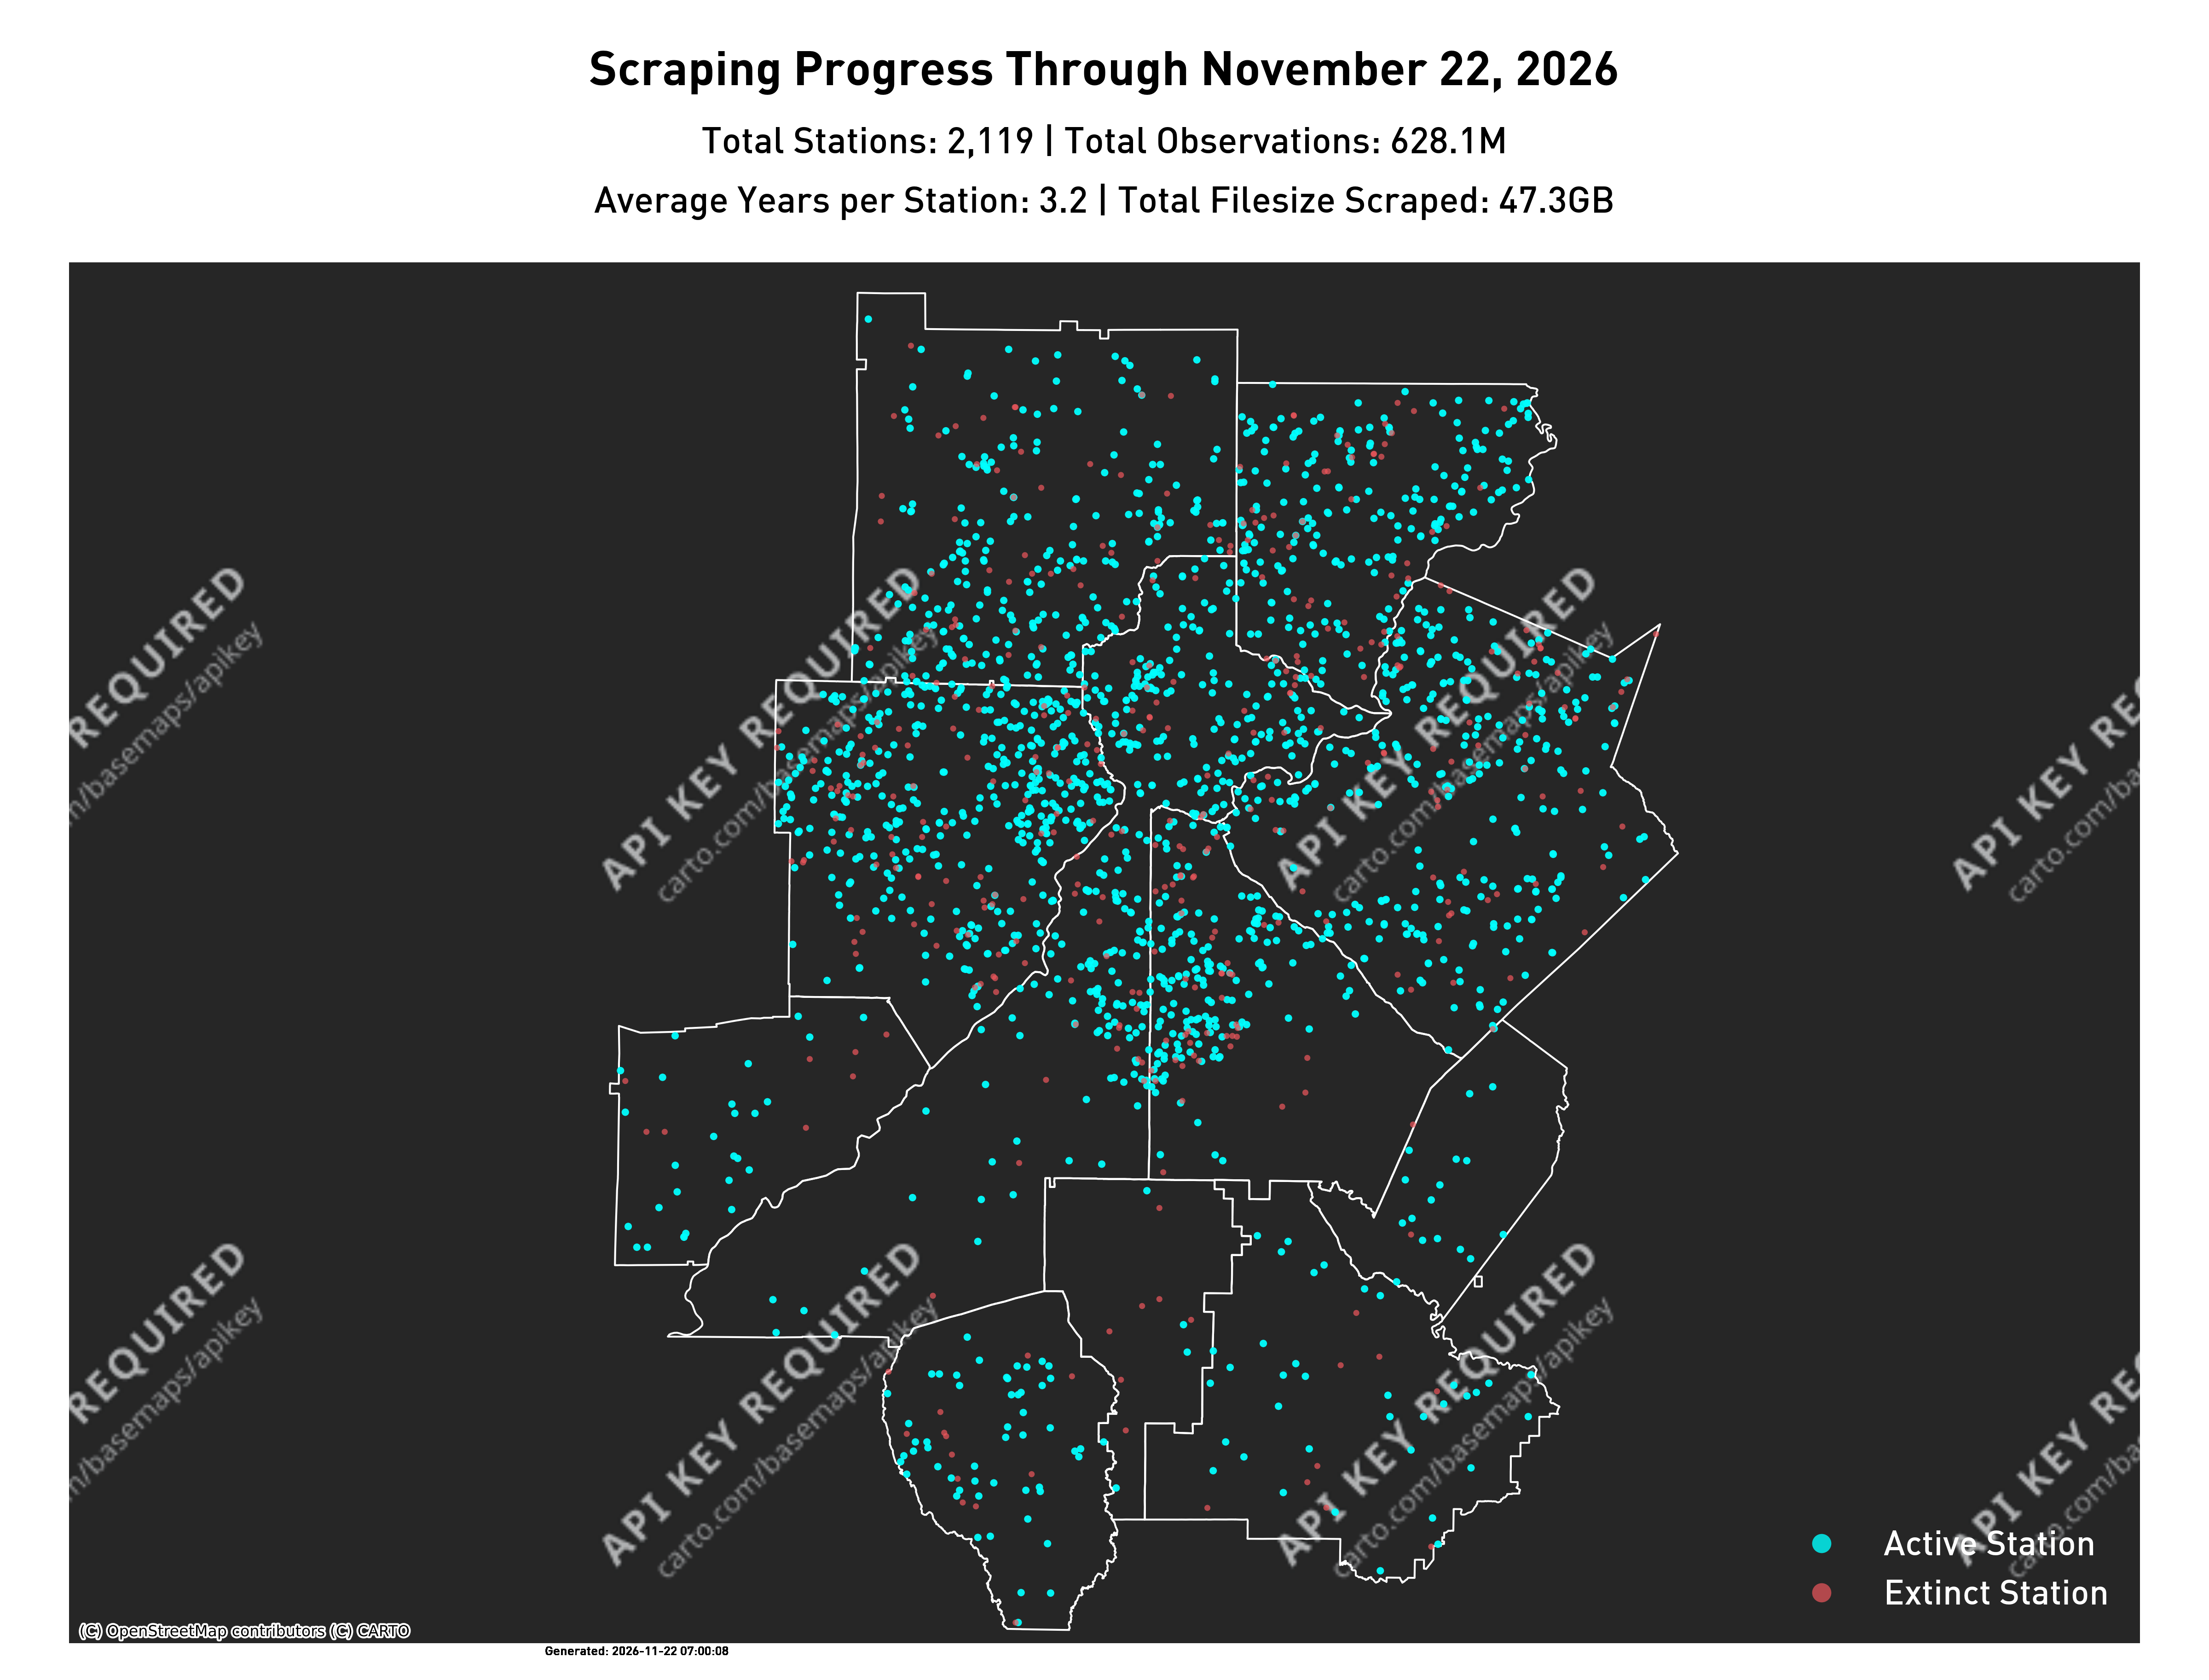 Scraping Progress Through November 22, 2026
Total Stations: 2,119 | Total Observations: 628.1M
Average Years per Station: 3.2 | Total Filesize Scraped: 47.3GB
REQUIRED
m/basemaps/apikey
API KEY REQUIRED
carto.com/basemaps/apikey
API KEY REQUIRED
carto.com/basemaps/apikey
API KEY RE
carto.com/bas
REQUIRED
m/basemaps/apikey
API KEY REQUIRED
carto.com/basemaps/apikey
API KEY REQUIRED
carto.com/basemaps/apikey
API KEY RE
carto.com/bas
Active Station
Extinct Station
(C) OpenStreetMap contributors (C) CARTO
Generated: 2026-11-22 07:00:08